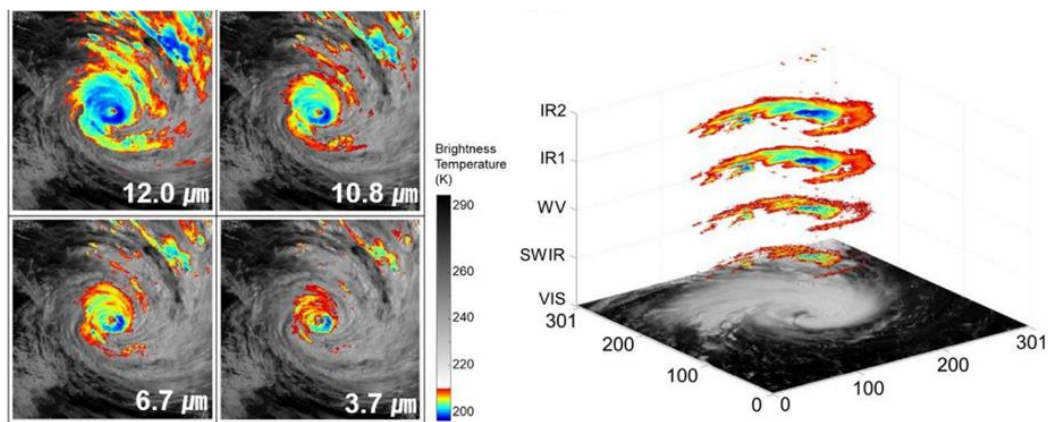 12.0 μm
10.8 μm
6.7 μm
3.7 μm
Brightness
Temperature
(K)
290
260
240
220
210
200
IR2
IR1
WV
SWIR
VIS
301
200
100
0
0
100
200
301